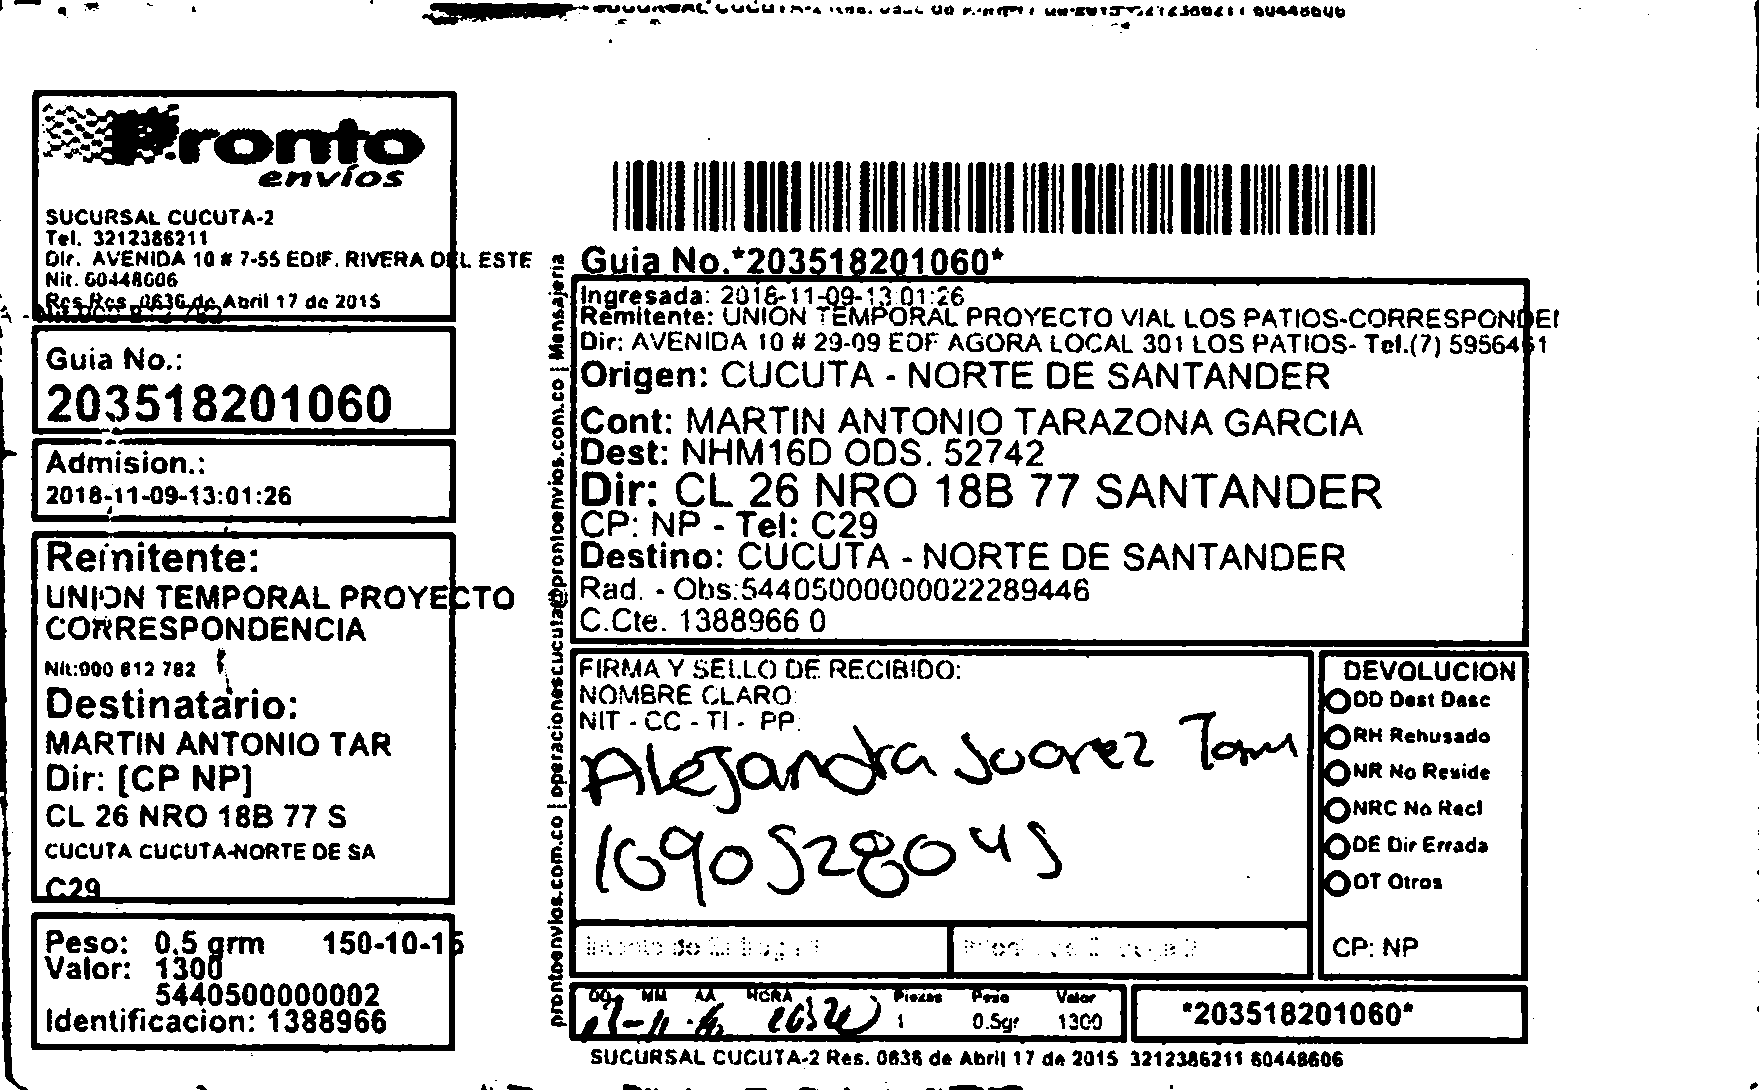 Pronto
envíos
SUCURSAL CUCUTA-2
Tel. 3212386211
Dir. AVENIDA 10 # 7-55 EDIF. RIVERA DEL ESTE
Nit. 60448606
Res Res 0636 de Abril 17 de 2015
Guia No.:
203518201060
Admision.:
2018-11-09-13:01:26
Remitente:
UNION TEMPORAL PROYECTO
CORRESPONDENCIA
Nit:900 812 782
Destinatario:
MARTIN ANTONIO TAR
Dir: [CP NP]
CL 26 NRO 18B 77 S
CUCUTA CUCUTA-NORTE DE SA
C29
Peso: 0.5 grm 150-10-15
Valor: 1300
5440500000002
Identificacion: 1388966
prontoenvios.com.co | operacionescucuta@prontoenvios.com.co | Mensajeria
Guia No.*203518201060*
Ingresada: 2018-11-09-13:01:26
Remitente: UNION TEMPORAL PROYECTO VIAL LOS PATIOS-CORRESPONDEI
Dir: AVENIDA 10 # 29-09 EDF AGORA LOCAL 301 LOS PATIOS- Tel.(7) 5956461
Origen: CUCUTA - NORTE DE SANTANDER
Cont: MARTIN ANTONIO TARAZONA GARCIA
Dest: NHM16D ODS. 52742
Dir: CL 26 NRO 18B 77 SANTANDER
CP: NP - Tel: C29
Destino: CUCUTA - NORTE DE SANTANDER
Rad. - Obs:54405000000022289446
C.Cte. 1388966 0
FIRMA Y SELLO DE RECIBIDO:
NOMBRE CLARO:
NIT - CC - TI - PP:
Alejandra Suarez
1090528045
DEVOLUCION
DD Dest Desc
RH Rehusado
NR No Reside
NRC No Recl
DE Dir Errada
OT Otros
CP: NP
DD MM AA HORA Piezas Peso Valor
1 0.5gr 1300
*203518201060*
SUCURSAL CUCUTA-2 Res. 0636 de Abril 17 de 2015 3212386211 60448606